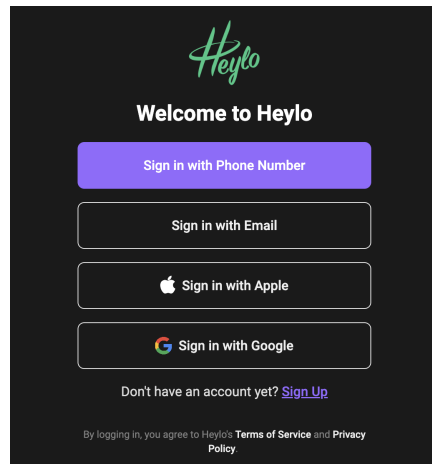 Heylo
Welcome to Heylo
Sign in with Phone Number
Sign in with Email
Sign in with Apple
Sign in with Google
Don't have an account yet? Sign Up
By logging in, you agree to Heylo's Terms of Service and Privacy
Policy.